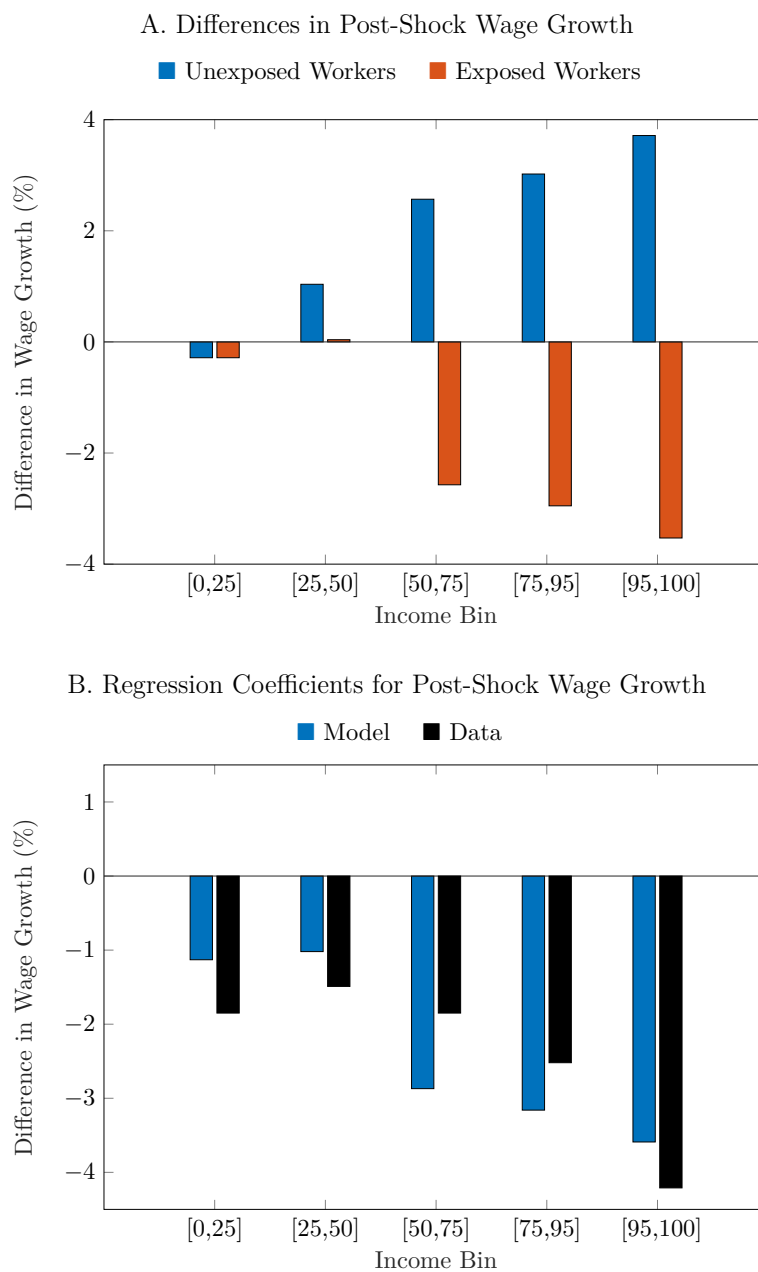 A. Differences in Post-Shock Wage Growth
Unexposed Workers Exposed Workers
Difference in Wage Growth (%)
4
2
0
−2
−4
[0,25] [25,50] [50,75] [75,95] [95,100]
Income Bin
B. Regression Coefficients for Post-Shock Wage Growth
Model Data
Difference in Wage Growth (%)
1
0
−1
−2
−3
−4
[0,25] [25,50] [50,75] [75,95] [95,100]
Income Bin